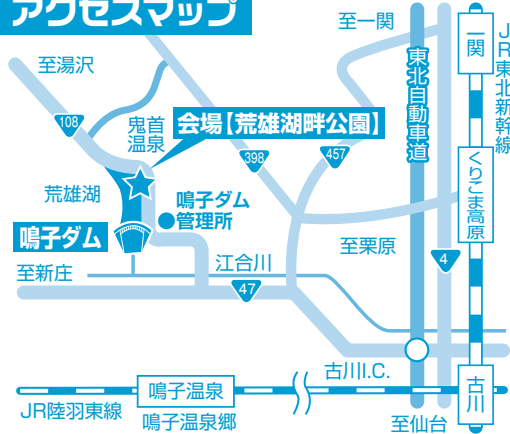 アクセスマップ
至一関
一関
JR東北新幹線
至湯沢
東北自動車道
108
鬼首
温泉
会場【荒雄湖畔公園】
398
457
くりこま高原
荒雄湖
鳴子ダム
管理所
鳴子ダム
至栗原
江合川
至新庄
4
47
古川I.C.
鳴子温泉
古川
JR陸羽東線
鳴子温泉郷
至仙台